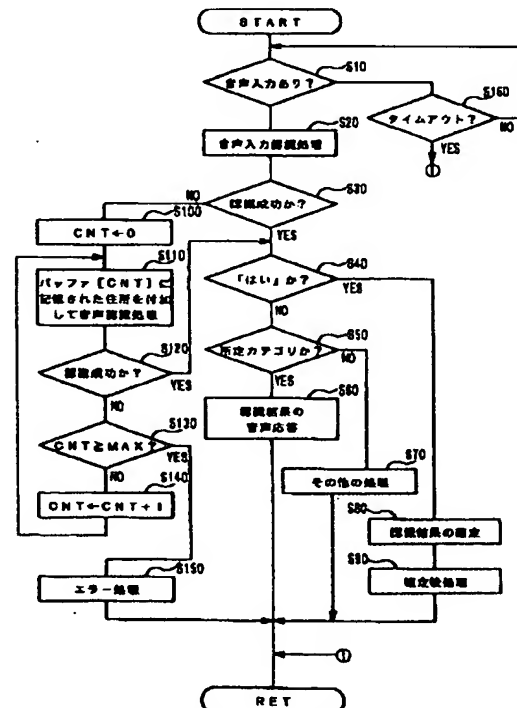 START
S10
音声入力あり?
S160
タイムアウト?
NO
YES
①
S20
音声入力認識処理
S30
認識成功か?
NO
YES
S100
CNT←0
S110
バッファ[CNT]に
記憶された住所を付加
して音声認識処理
S40
「はい」か?
YES
NO
S120
認識成功か?
YES
NO
S50
所定カテゴリか?
NO
YES
S60
認識結果の
音声応答
S130
CNT≧MAX?
YES
NO
S70
その他の処理
S140
CNT←CNT+1
S80
認識結果の確定
S90
確定後処理
S150
エラー処理
①
RET